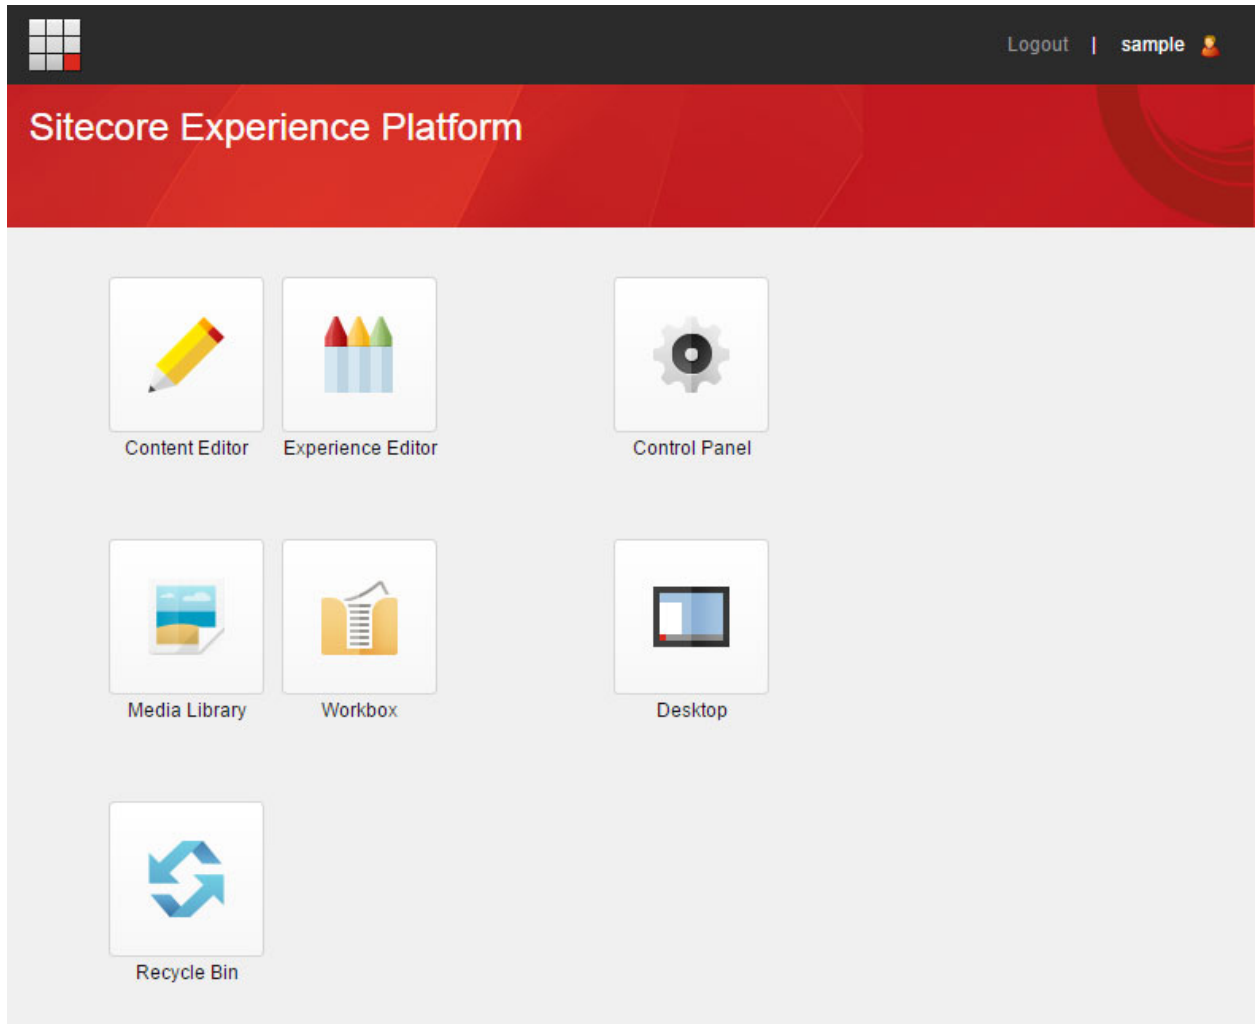 Logout | sample
Sitecore Experience Platform
Content Editor Experience Editor Control Panel
Media Library Workbox Desktop
Recycle Bin